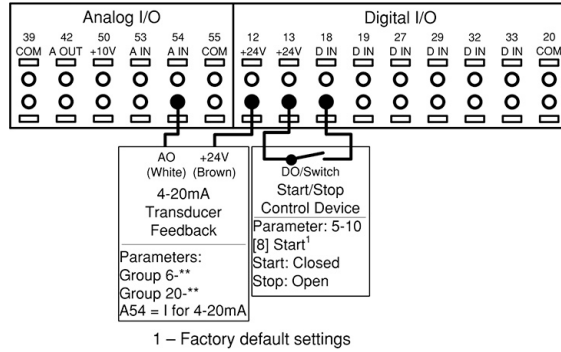 Analog I/O
Digital I/O
39 42 50 53 54 55 12 13 18 19 27 29 32 33 20
COM A OUT +10V A IN A IN COM +24V +24V D IN D IN D IN D IN D IN D IN COM
AO +24V
(White) (Brown)
4-20mA
Transducer
Feedback
Parameters:
Group 6-**
Group 20-**
A54 = I for 4-20mA
DO/Switch
Start/Stop
Control Device
Parameter: 5-10
[8] Start¹
Start: Closed
Stop: Open
1 – Factory default settings